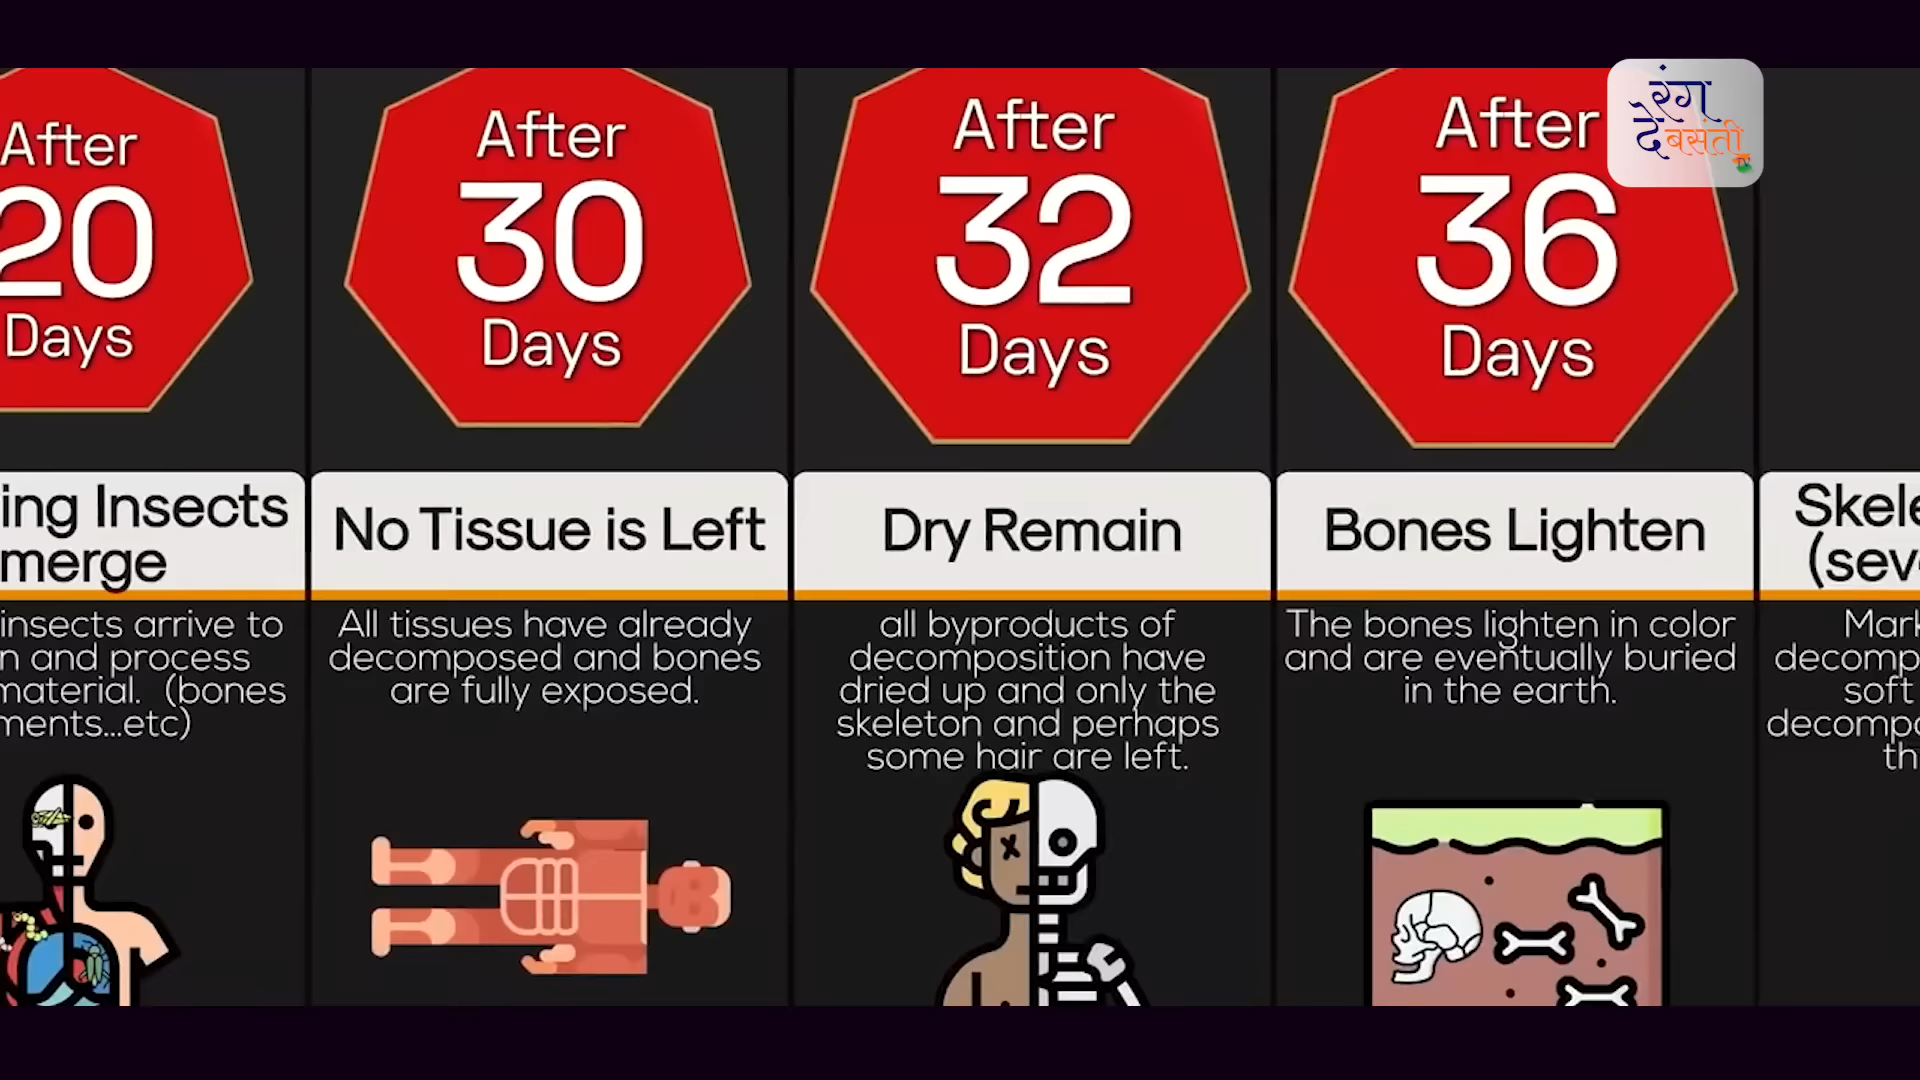 After
20
Days
ing Insects
merge
insects arrive to
n and process
material. (bones
ments...etc)
After
30
Days
No Tissue is Left
All tissues have already
decomposed and bones
are fully exposed.
After
32
Days
Dry Remain
all byproducts of
decomposition have
dried up and only the
skeleton and perhaps
some hair are left.
After
36
Days
Bones Lighten
The bones lighten in color
and are eventually buried
in the earth.
Skele
(sev
Mark
decomp
soft
decompo
th
रंग
दे बसंती